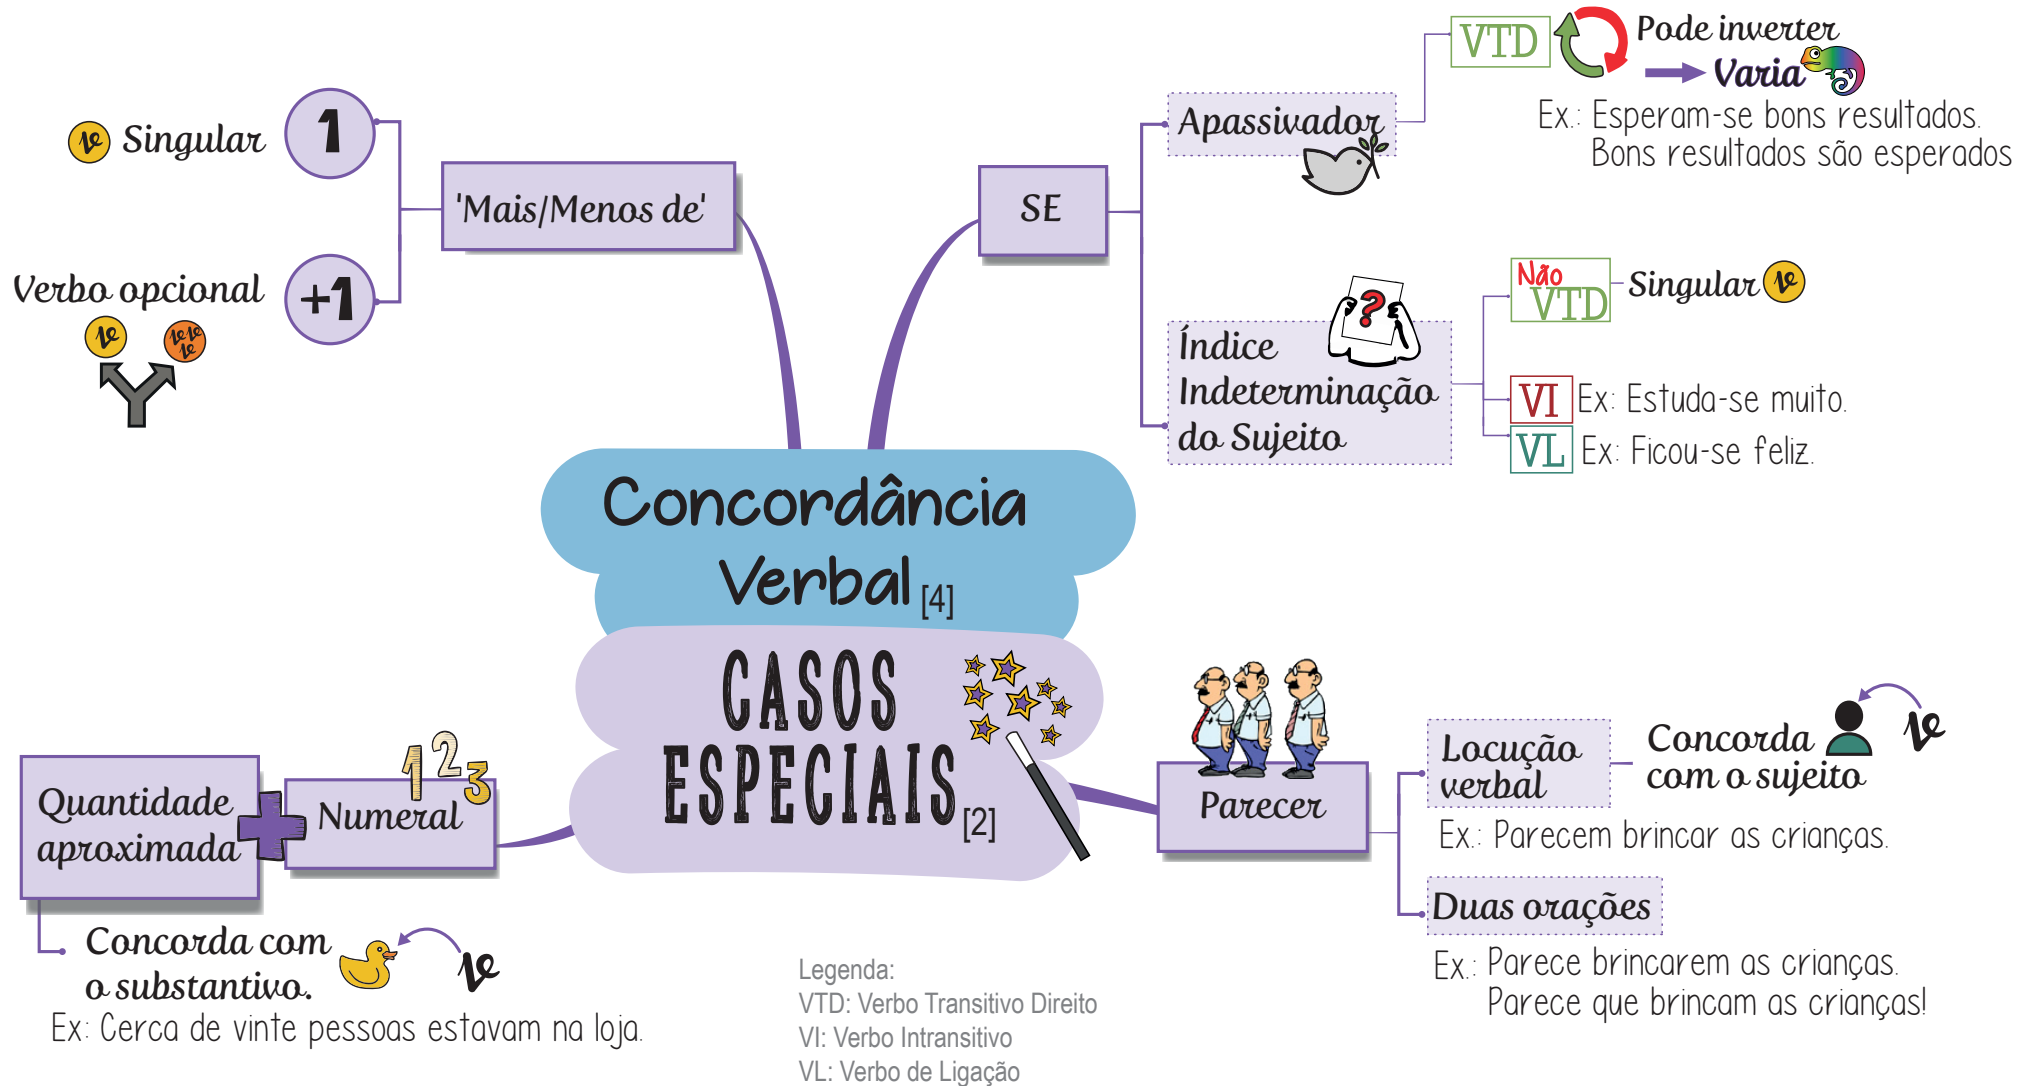 Concordância
Verbal [4]
CASOS
ESPECIAIS [2]
'Mais/Menos de'
1
v Singular
+1
Verbo opcional
v
v v v
SE
Apassivador
VTD
Pode inverter
Varia
Ex.: Esperam-se bons resultados.
Bons resultados são esperados
Índice
Indeterminação
do Sujeito
?
Não
VTD
Singular v
VI
Ex: Estuda-se muito.
VL
Ex: Ficou-se feliz.
Parecer
Locução
verbal
Concorda
com o sujeito
v
Ex.: Parecem brincar as crianças.
Duas orações
Ex.: Parece brincarem as crianças.
Parece que brincam as crianças!
Quantidade
aproximada
Numeral
123
Concorda com
o substantivo.
v
Ex: Cerca de vinte pessoas estavam na loja.
Legenda:
VTD: Verbo Transitivo Direito
VI: Verbo Intransitivo
VL: Verbo de Ligação